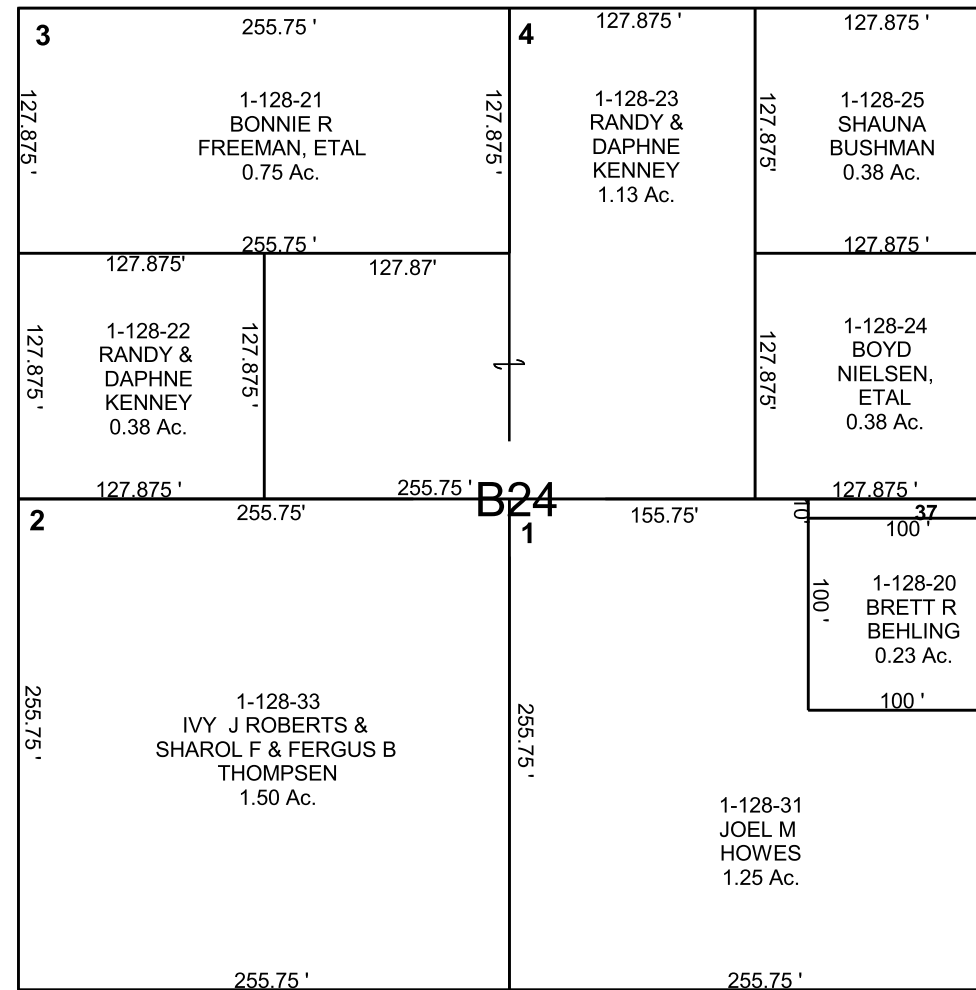 3
255.75 '
127.875 '
1-128-21
BONNIE R
FREEMAN, ETAL
0.75 Ac.
127.875 '
255.75 '
4
127.875 '
1-128-23
RANDY &
DAPHNE
KENNEY
1.13 Ac.
127.875 '
127.875'
1-128-25
SHAUNA
BUSHMAN
0.38 Ac.
127.875 '
127.875'
127.875 '
1-128-22
RANDY &
DAPHNE
KENNEY
0.38 Ac.
127.875 '
127.875 '
127.87'
255.75 '
127.875'
1-128-24
BOYD
NIELSEN,
ETAL
0.38 Ac.
127.875 '
B24
2
255.75'
255.75 '
1-128-33
IVY J ROBERTS &
SHAROL F & FERGUS B
THOMPSEN
1.50 Ac.
255.75 '
1
155.75'
10'
37
100 '
100 '
1-128-20
BRETT R
BEHLING
0.23 Ac.
100 '
255.75 '
1-128-31
JOEL M
HOWES
1.25 Ac.
255.75 '